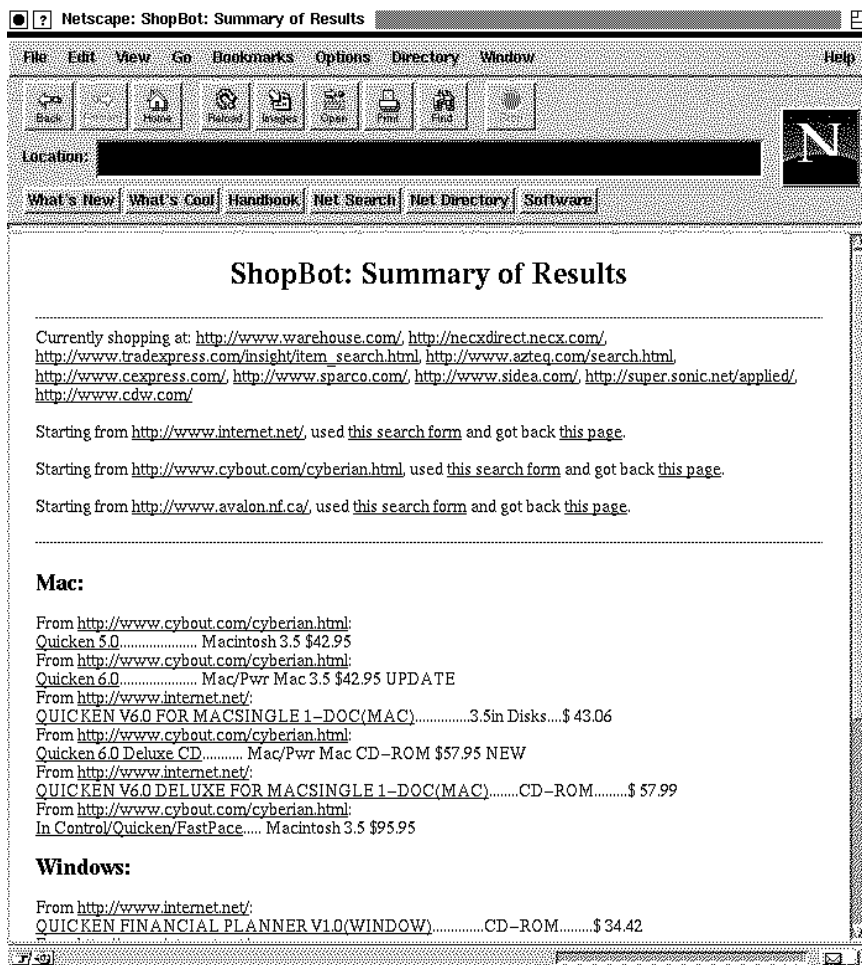 Netscape: ShopBot: Summary of Results
File Edit View Go Bookmarks Options Directory Window Help
Back Forward Home Reload Images Open Print Find Stop
N
Location:
What's New What's Cool Handbook Net Search Net Directory Software
ShopBot: Summary of Results
Currently shopping at: http://www.warehouse.com/, http://necxdirect.necx.com/,
http://www.tradexpress.com/insight/item_search.html, http://www.azteq.com/search.html,
http://www.cexpress.com/, http://www.sparco.com/, http://www.sidea.com/, http://super.sonic.net/applied/,
http://www.cdw.com/
Starting from http://www.internet.net/, used this search form and got back this page.
Starting from http://www.cybout.com/cyberian.html, used this search form and got back this page.
Starting from http://www.avalon.nf.ca/, used this search form and got back this page.
Mac:
From http://www.cybout.com/cyberian.html:
Quicken 5.0..................... Macintosh 3.5 $42.95
From http://www.cybout.com/cyberian.html:
Quicken 6.0..................... Mac/Pwr Mac 3.5 $42.95 UPDATE
From http://www.internet.net/:
QUICKEN V6.0 FOR MACSINGLE 1-DOC(MAC)...............3.5in Disks....$ 43.06
From http://www.cybout.com/cyberian.html:
Quicken 6.0 Deluxe CD........... Mac/Pwr Mac CD-ROM $57.95 NEW
From http://www.internet.net/:
QUICKEN V6.0 DELUXE FOR MACSINGLE 1-DOC(MAC)........CD-ROM.........$ 57.99
From http://www.cybout.com/cyberian.html:
In Control/Quicken/FastPace..... Macintosh 3.5 $95.95
Windows:
From http://www.internet.net/:
QUICKEN FINANCIAL PLANNER V1.0(WINDOW)..............CD-ROM.........$ 34.42